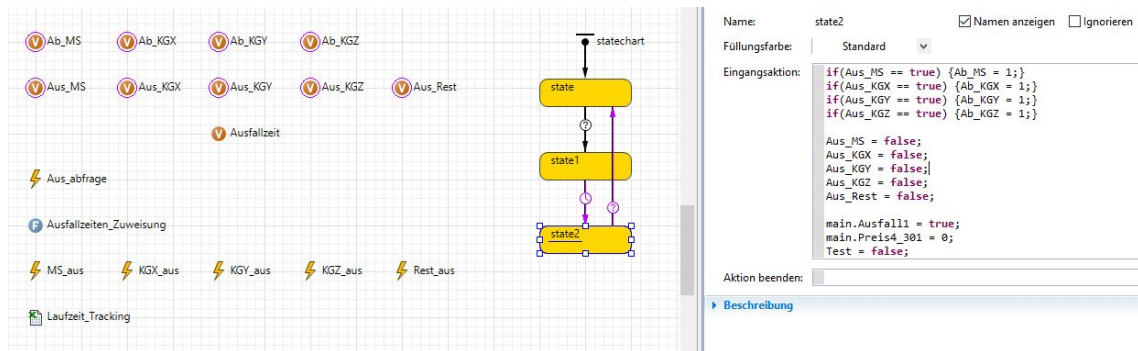 Ab_MS Ab_KGX Ab_KGY Ab_KGZ
Aus_MS Aus_KGX Aus_KGY Aus_KGZ Aus_Rest
Ausfallzeit
Aus_abfrage
Ausfallzeiten_Zuweisung
MS_aus KGX_aus KGY_aus KGZ_aus Rest_aus
Laufzeit_Tracking
statechart
state
state1
state2
Name: state2 Namen anzeigen Ignorieren
Füllungsfarbe: Standard
Eingangsaktion:
if(Aus_MS == true) {Ab_MS = 1;}
if(Aus_KGX == true) {Ab_KGX = 1;}
if(Aus_KGY == true) {Ab_KGY = 1;}
if(Aus_KGZ == true) {Ab_KGZ = 1;}
Aus_MS = false;
Aus_KGX = false;
Aus_KGY = false;
Aus_KGZ = false;
Aus_Rest = false;
main.Ausfall1 = true;
main.Preis4_301 = 0;
Test = false;
Aktion beenden:
Beschreibung